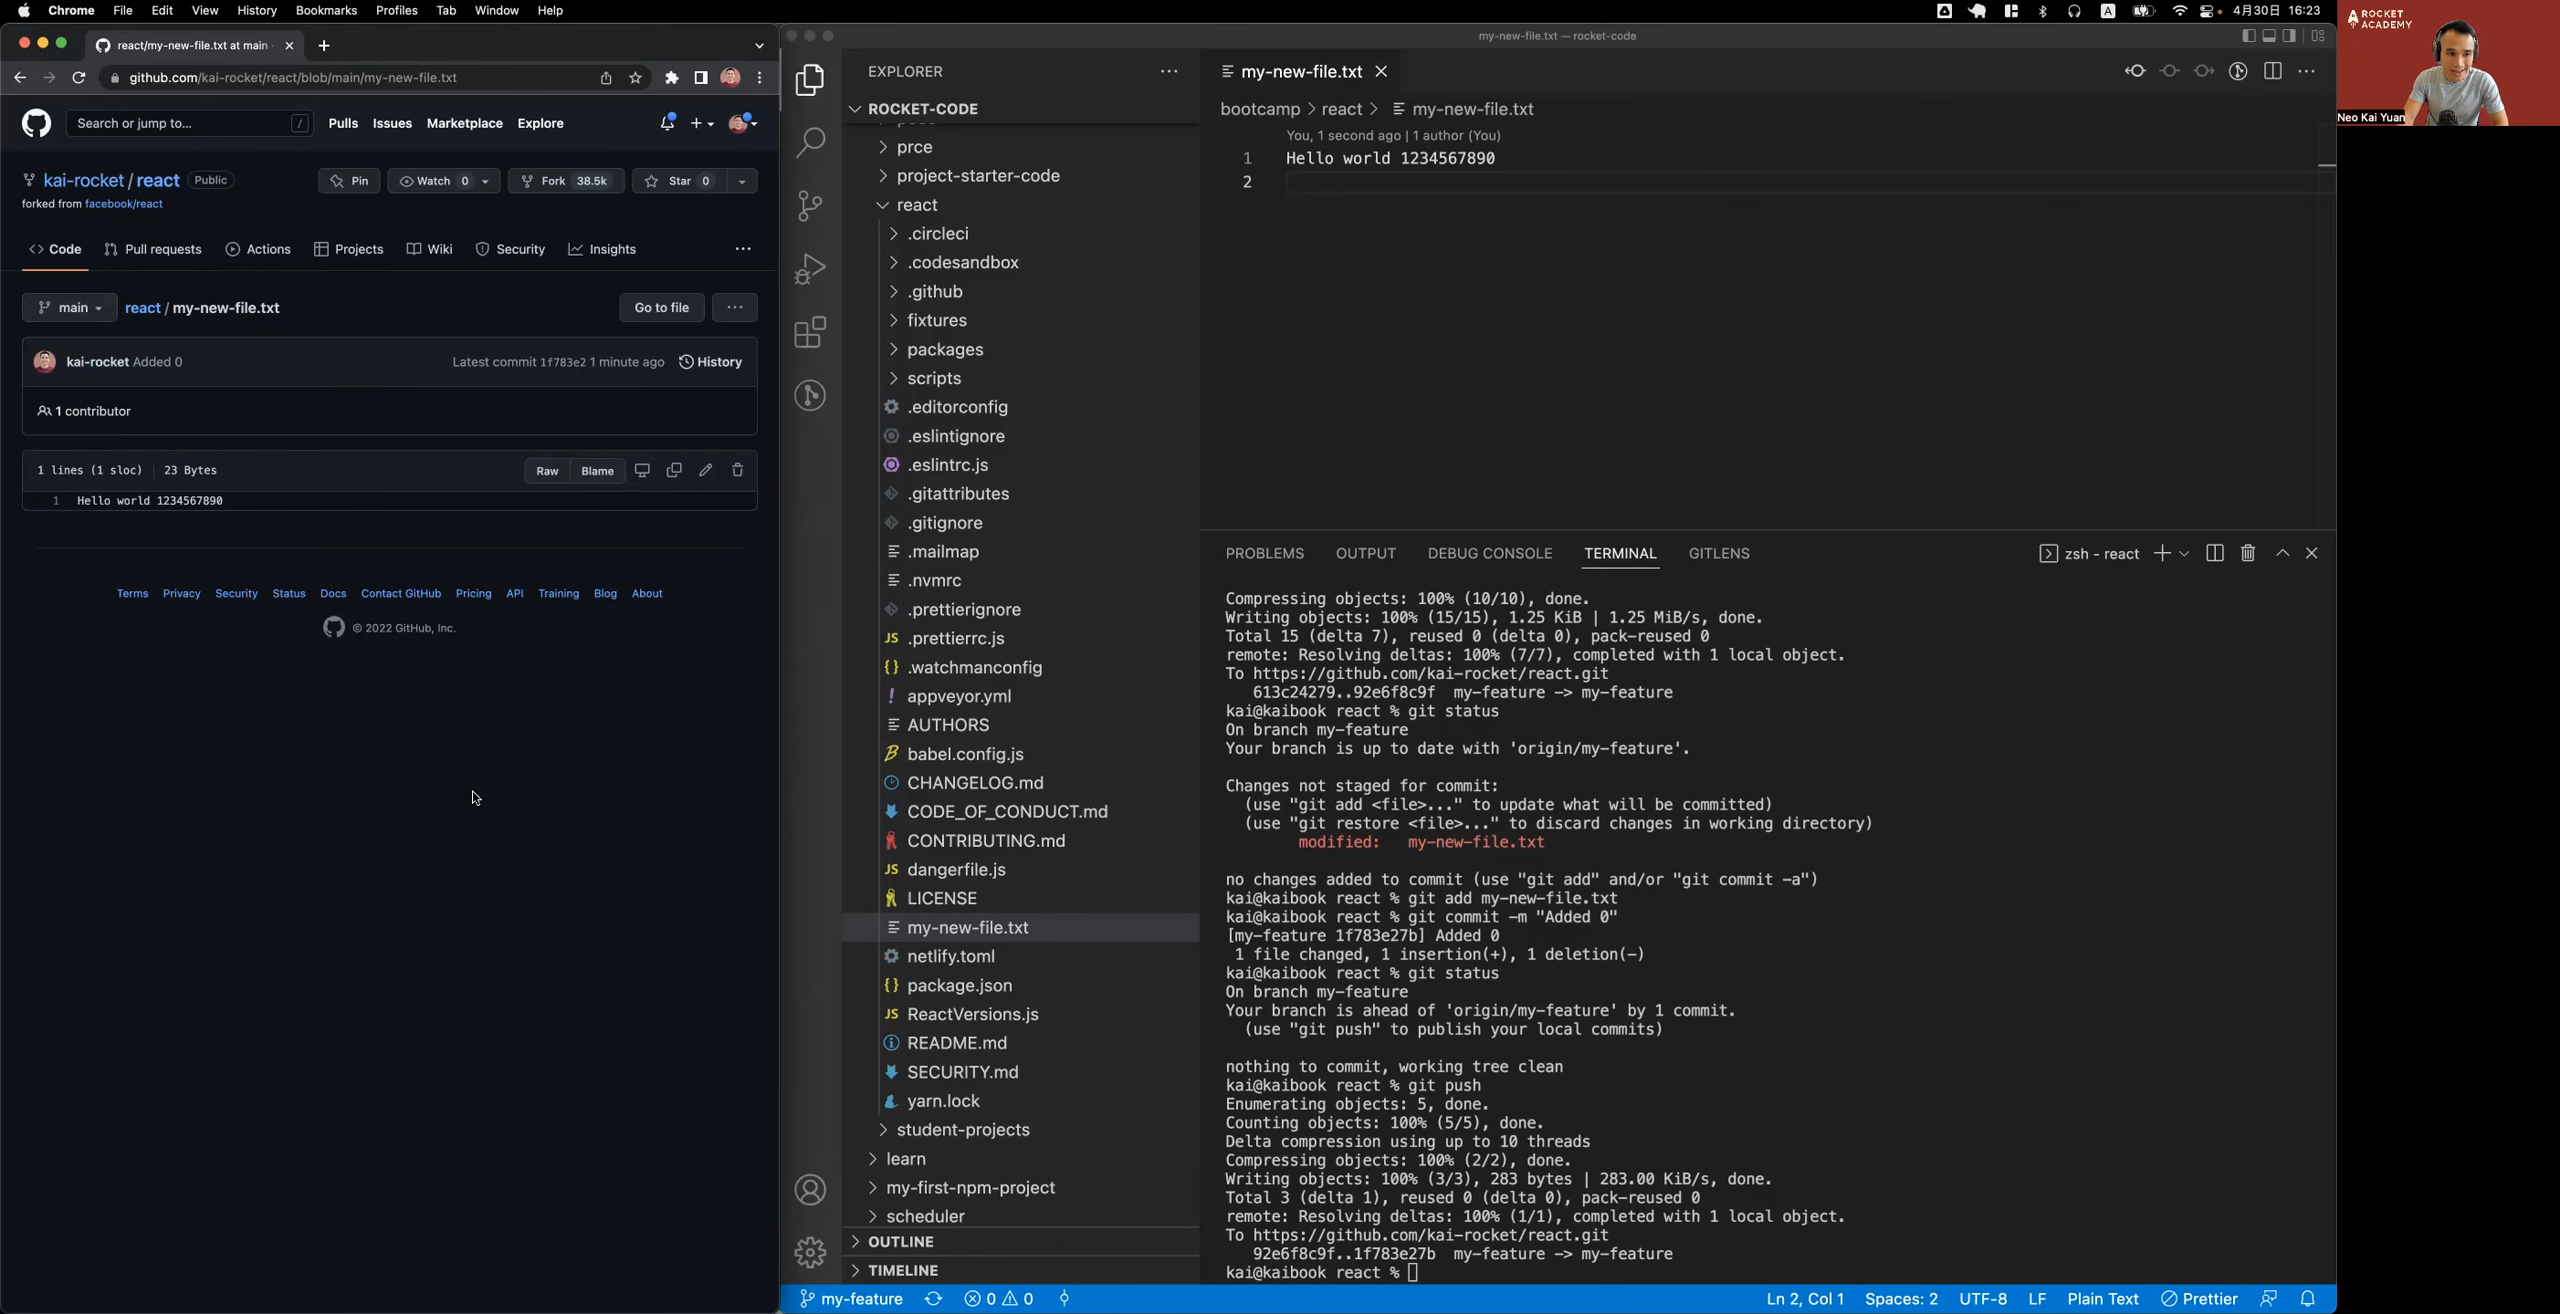 Chrome File Edit View History Bookmarks Profiles Tab Window Help
A 4月30日 16:23
react/my-new-file.txt at main
github.com/kai-rocket/react/blob/main/my-new-file.txt
Search or jump to... /
Pulls Issues Marketplace Explore
kai-rocket / react Public
Pin Watch 0 Fork 38.5k Star 0
forked from facebook/react
Code Pull requests Actions Projects Wiki Security Insights
main react / my-new-file.txt Go to file
kai-rocket Added 0 Latest commit 1f783e2 1 minute ago History
1 contributor
1 lines (1 sloc) 23 Bytes Raw Blame
1 Hello world 1234567890
Terms Privacy Security Status Docs Contact GitHub Pricing API Training Blog About
© 2022 GitHub, Inc.
my-new-file.txt — rocket-code
EXPLORER
ROCKET-CODE
prce
project-starter-code
react
.circleci
.codesandbox
.github
fixtures
packages
scripts
.editorconfig
.eslintignore
.eslintrc.js
.gitattributes
.gitignore
.mailmap
.nvmrc
.prettierignore
.prettierrc.js
.watchmanconfig
appveyor.yml
AUTHORS
babel.config.js
CHANGELOG.md
CODE_OF_CONDUCT.md
CONTRIBUTING.md
dangerfile.js
LICENSE
my-new-file.txt
netlify.toml
package.json
ReactVersions.js
README.md
SECURITY.md
yarn.lock
student-projects
learn
my-first-npm-project
scheduler
OUTLINE
TIMELINE
my-new-file.txt
bootcamp > react > my-new-file.txt
You, 1 second ago | 1 author (You)
1 Hello world 1234567890
2
PROBLEMS OUTPUT DEBUG CONSOLE TERMINAL GITLENS
zsh - react
Compressing objects: 100% (10/10), done.
Writing objects: 100% (15/15), 1.25 KiB | 1.25 MiB/s, done.
Total 15 (delta 7), reused 0 (delta 0), pack-reused 0
remote: Resolving deltas: 100% (7/7), completed with 1 local object.
To https://github.com/kai-rocket/react.git
613c24279..92e6f8c9f my-feature -> my-feature
kai@kaibook react % git status
On branch my-feature
Your branch is up to date with 'origin/my-feature'.
Changes not staged for commit:
(use "git add <file>..." to update what will be committed)
(use "git restore <file>..." to discard changes in working directory)
modified: my-new-file.txt
no changes added to commit (use "git add" and/or "git commit -a")
kai@kaibook react % git add my-new-file.txt
kai@kaibook react % git commit -m "Added 0"
[my-feature 1f783e27b] Added 0
1 file changed, 1 insertion(+), 1 deletion(-)
kai@kaibook react % git status
On branch my-feature
Your branch is ahead of 'origin/my-feature' by 1 commit.
(use "git push" to publish your local commits)
nothing to commit, working tree clean
kai@kaibook react % git push
Enumerating objects: 5, done.
Counting objects: 100% (5/5), done.
Delta compression using up to 10 threads
Compressing objects: 100% (2/2), done.
Writing objects: 100% (3/3), 283 bytes | 283.00 KiB/s, done.
Total 3 (delta 1), reused 0 (delta 0), pack-reused 0
remote: Resolving deltas: 100% (1/1), completed with 1 local object.
To https://github.com/kai-rocket/react.git
92e6f8c9f..1f783e27b my-feature -> my-feature
kai@kaibook react %
my-feature 0 0 Ln 2, Col 1 Spaces: 2 UTF-8 LF Plain Text Prettier
ROCKET
ACADEMY
Neo Kai Yuan